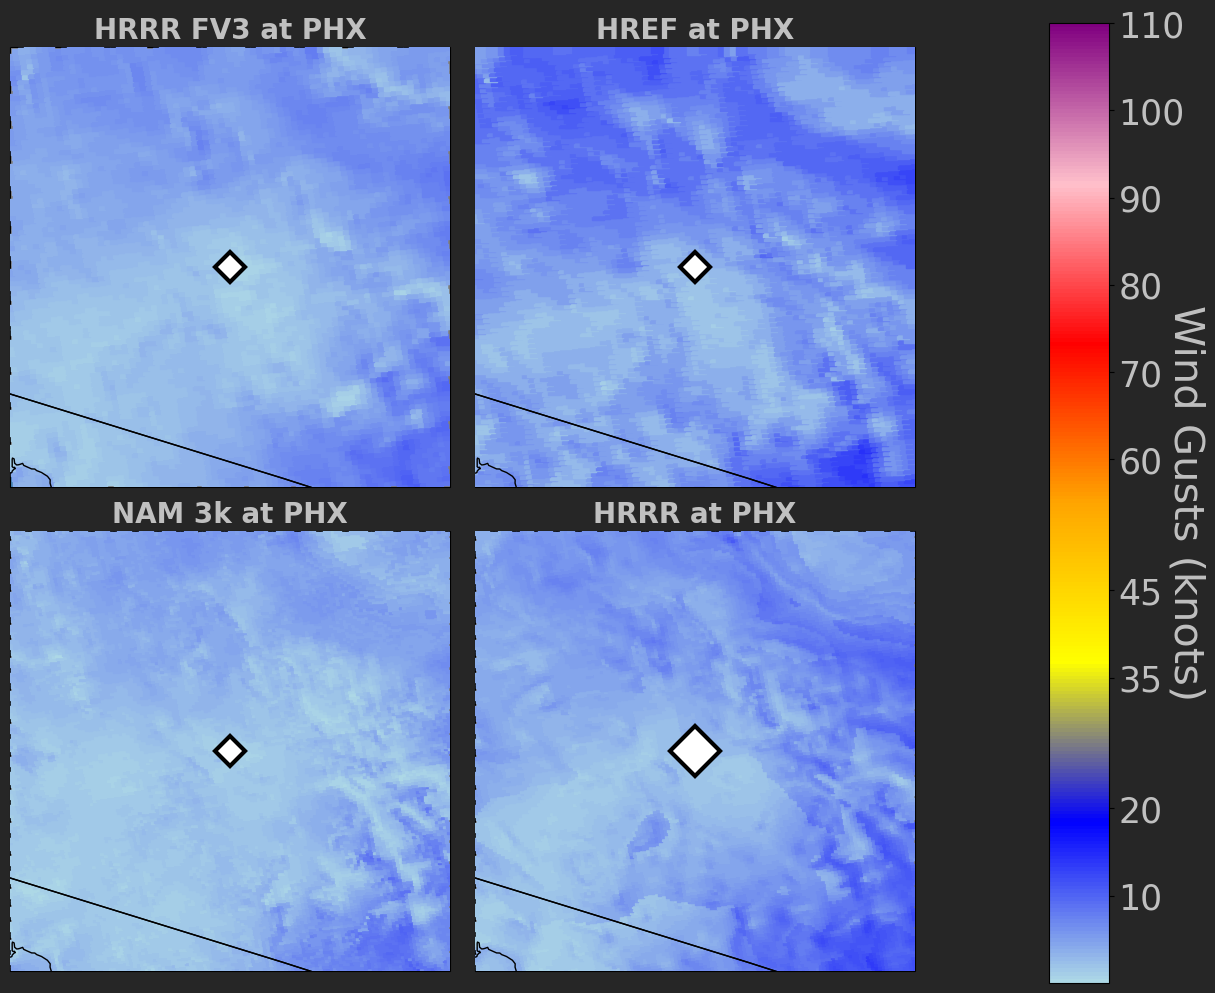 HRRR FV3 at PHX
HREF at PHX
NAM 3k at PHX
HRRR at PHX
110
100
90
80
70
60
45
35
20
10
Wind Gusts (knots)